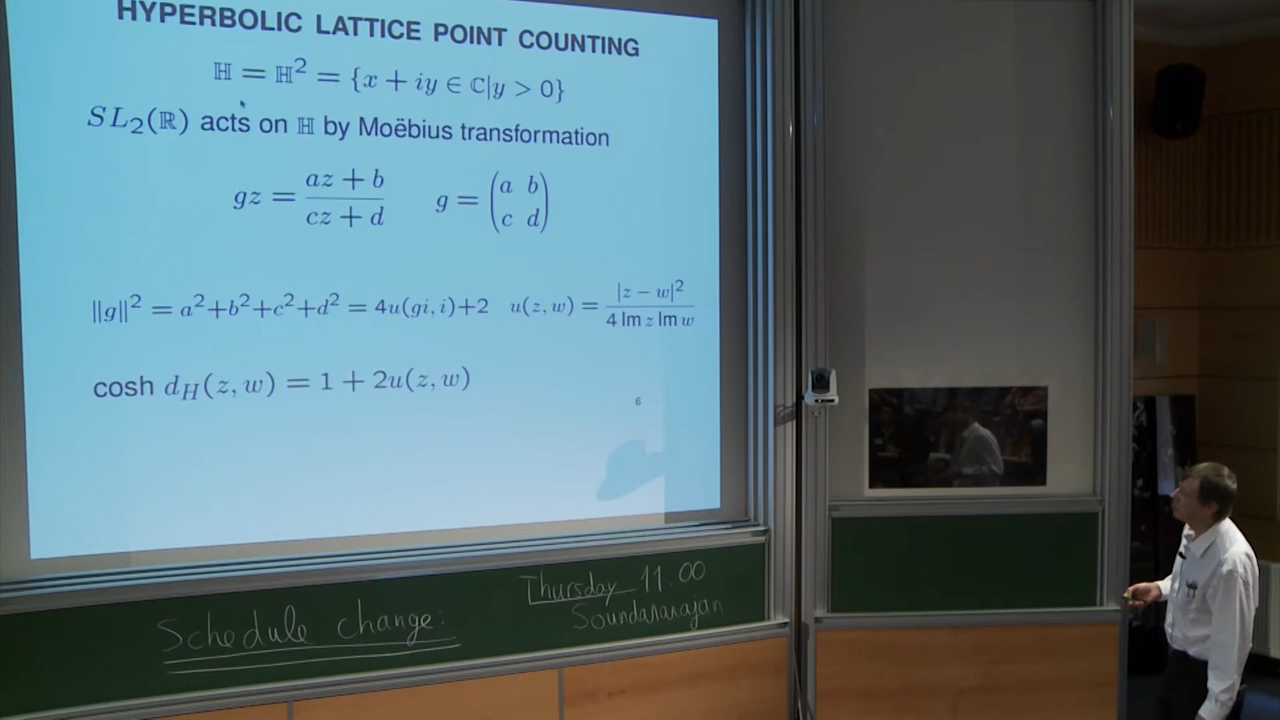 HYPERBOLIC LATTICE POINT COUNTING
ℍ = ℍ² = {x + iy ∈ ℂ|y > 0}
SL₂(ℝ) acts on ℍ by Moëbius transformation
gz = (az + b)/(cz + d)    g = (a b; c d)
‖g‖² = a²+b²+c²+d² = 4u(gi, i)+2   u(z, w) = |z − w|²/(4 Im z Im w)
cosh d_H(z, w) = 1 + 2u(z, w)
6
Schedule change:
Thursday 11.00
Soundararajan